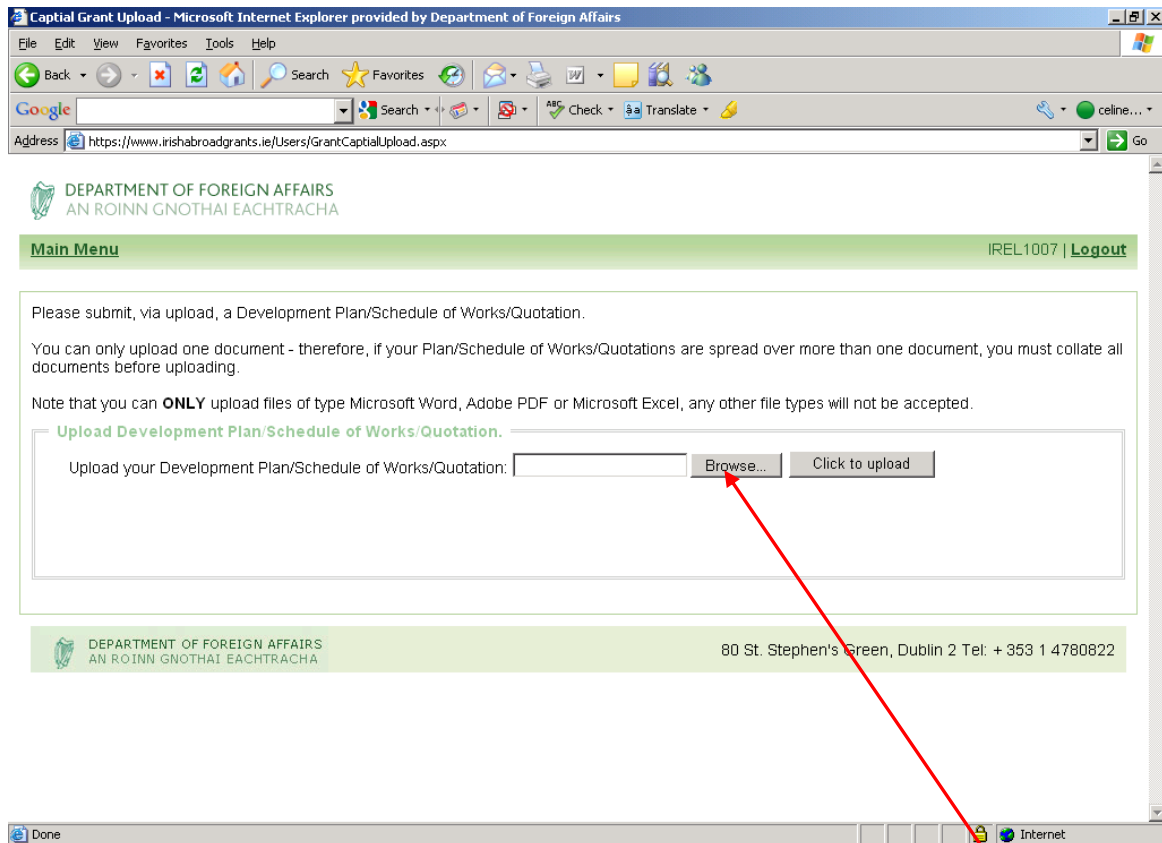 Captial Grant Upload - Microsoft Internet Explorer provided by Department of Foreign Affairs
File Edit View Favorites Tools Help
Back Search Favorites
Google Search ABC Check Translate celine...
Address https://www.irishabroadgrants.ie/Users/GrantCaptialUpload.aspx Go
DEPARTMENT OF FOREIGN AFFAIRS
AN ROINN GNOTHAI EACHTRACHA
Main Menu IREL1007 | Logout
Please submit, via upload, a Development Plan/Schedule of Works/Quotation.
You can only upload one document - therefore, if your Plan/Schedule of Works/Quotations are spread over more than one document, you must collate all
documents before uploading.
Note that you can ONLY upload files of type Microsoft Word, Adobe PDF or Microsoft Excel, any other file types will not be accepted.
Upload Development Plan/Schedule of Works/Quotation.
Upload your Development Plan/Schedule of Works/Quotation: Browse... Click to upload
DEPARTMENT OF FOREIGN AFFAIRS
AN ROINN GNOTHAI EACHTRACHA
80 St. Stephen's Green, Dublin 2 Tel: + 353 1 4780822
Done Internet